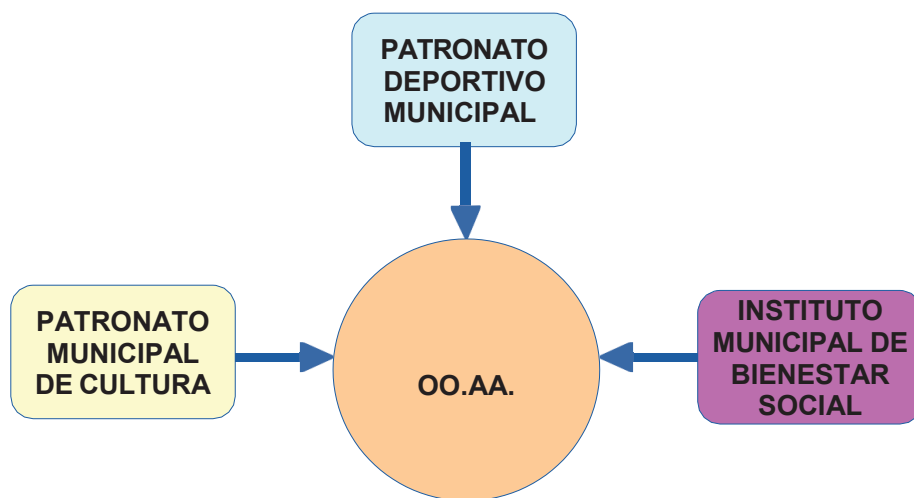 PATRONATO
DEPORTIVO
MUNICIPAL
PATRONATO
MUNICIPAL
DE CULTURA
OO.AA.
INSTITUTO
MUNICIPAL DE
BIENESTAR
SOCIAL